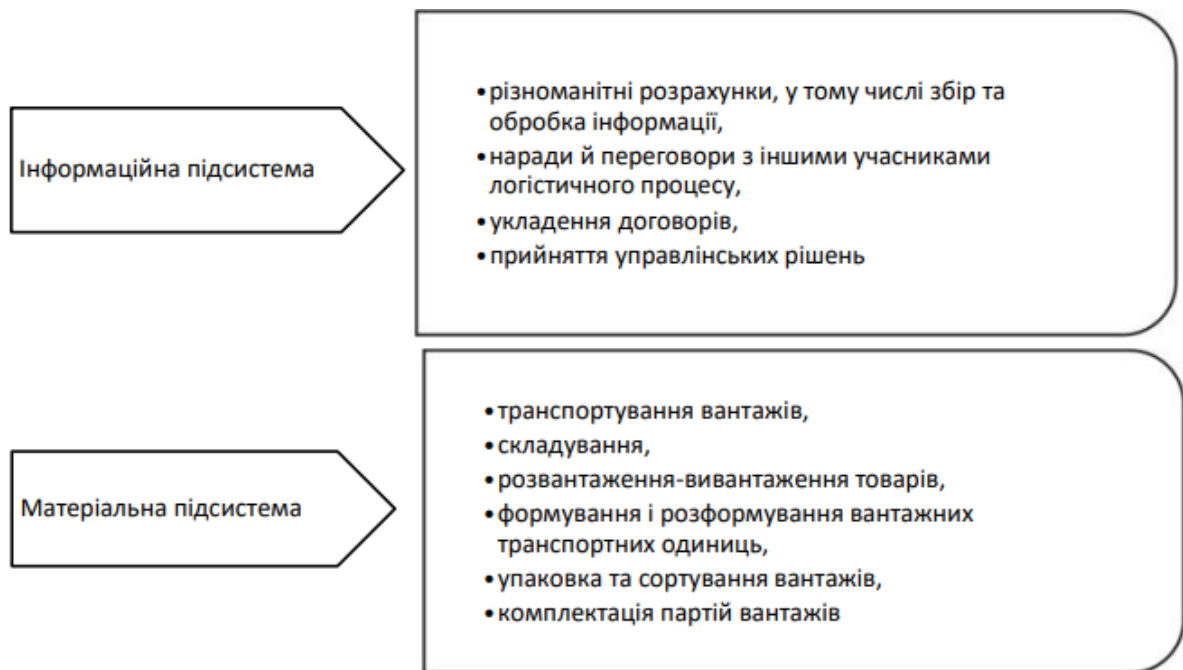 Інформаційна підсистема
•різноманітні розрахунки, у тому числі збір та
обробка інформації,
•наради й переговори з іншими учасниками
логістичного процесу,
•укладення договорів,
•прийняття управлінських рішень
Матеріальна підсистема
•транспортування вантажів,
•складування,
•розвантаження-вивантаження товарів,
•формування і розформування вантажних
транспортних одиниць,
•упаковка та сортування вантажів,
•комплектація партій вантажів